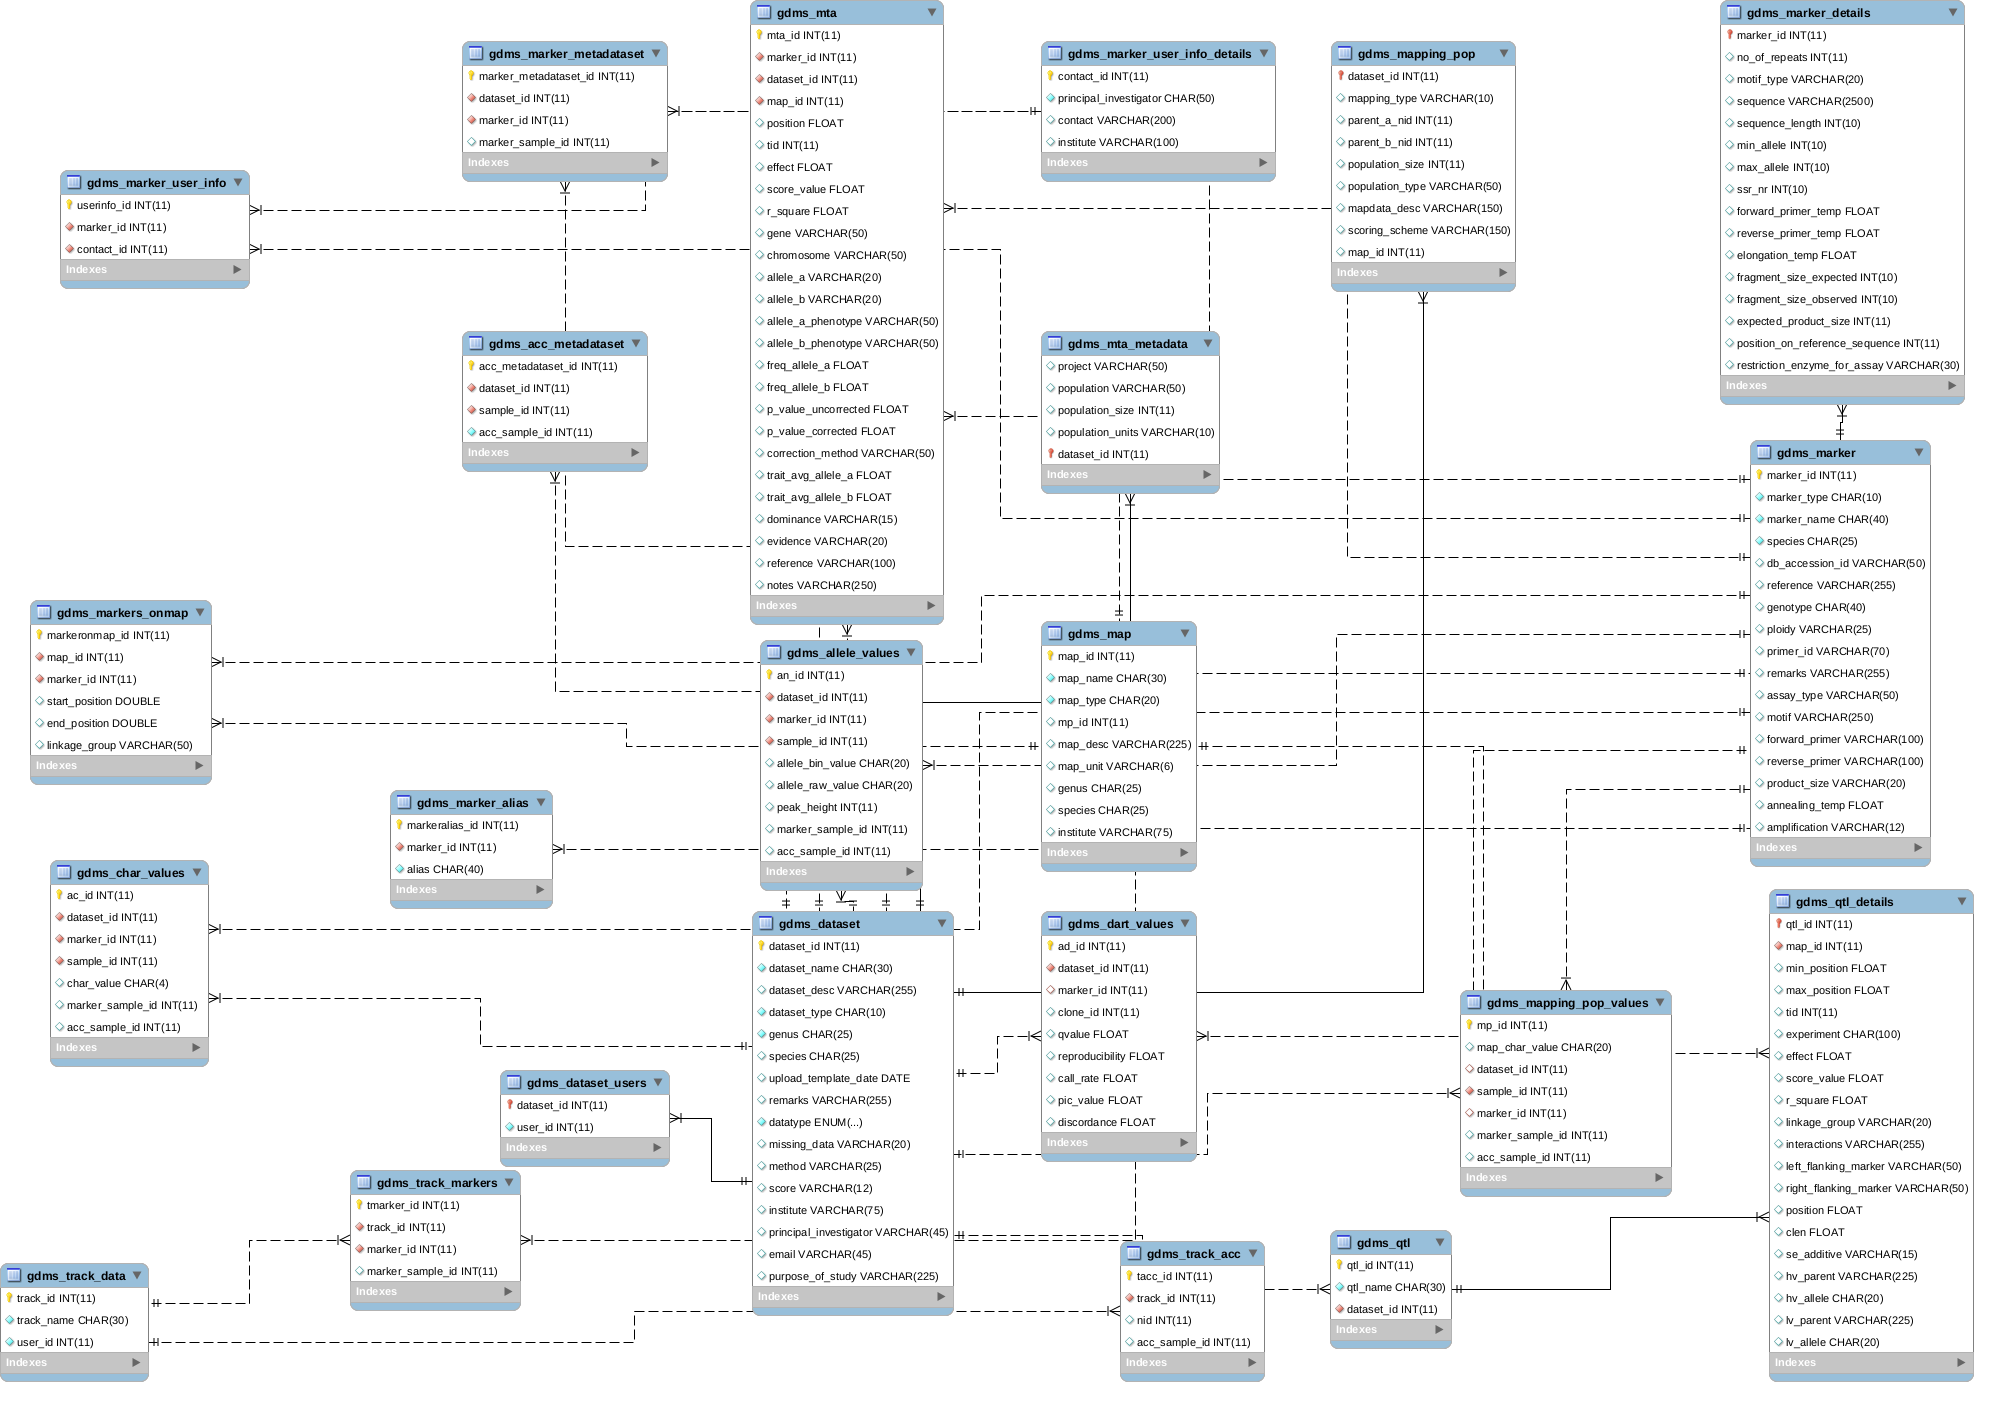 gdms_mta
mta_id INT(11)
marker_id INT(11)
dataset_id INT(11)
map_id INT(11)
position FLOAT
tid INT(11)
effect FLOAT
score_value FLOAT
r_square FLOAT
gene VARCHAR(50)
chromosome VARCHAR(50)
allele_a VARCHAR(20)
allele_b VARCHAR(20)
allele_a_phenotype VARCHAR(50)
allele_b_phenotype VARCHAR(50)
freq_allele_a FLOAT
freq_allele_b FLOAT
p_value_uncorrected FLOAT
p_value_corrected FLOAT
correction_method VARCHAR(50)
trait_avg_allele_a FLOAT
trait_avg_allele_b FLOAT
dominance VARCHAR(15)
evidence VARCHAR(20)
reference VARCHAR(100)
notes VARCHAR(250)
Indexes
gdms_marker_details
marker_id INT(11)
no_of_repeats INT(11)
motif_type VARCHAR(20)
sequence VARCHAR(2500)
sequence_length INT(10)
min_allele INT(10)
max_allele INT(10)
ssr_nr INT(10)
forward_primer_temp FLOAT
reverse_primer_temp FLOAT
elongation_temp FLOAT
fragment_size_expected INT(10)
fragment_size_observed INT(10)
expected_product_size INT(11)
position_on_reference_sequence INT(11)
restriction_enzyme_for_assay VARCHAR(30)
Indexes
gdms_marker_metadataset
marker_metadataset_id INT(11)
dataset_id INT(11)
marker_id INT(11)
marker_sample_id INT(11)
Indexes
gdms_marker_user_info_details
contact_id INT(11)
principal_investigator CHAR(50)
contact VARCHAR(200)
institute VARCHAR(100)
Indexes
gdms_mapping_pop
dataset_id INT(11)
mapping_type VARCHAR(10)
parent_a_nid INT(11)
parent_b_nid INT(11)
population_size INT(11)
population_type VARCHAR(50)
mapdata_desc VARCHAR(150)
scoring_scheme VARCHAR(150)
map_id INT(11)
Indexes
gdms_marker_user_info
userinfo_id INT(11)
marker_id INT(11)
contact_id INT(11)
Indexes
gdms_acc_metadataset
acc_metadataset_id INT(11)
dataset_id INT(11)
sample_id INT(11)
acc_sample_id INT(11)
Indexes
gdms_mta_metadata
project VARCHAR(50)
population VARCHAR(50)
population_size INT(11)
population_units VARCHAR(10)
dataset_id INT(11)
Indexes
gdms_marker
marker_id INT(11)
marker_type CHAR(10)
marker_name CHAR(40)
species CHAR(25)
db_accession_id VARCHAR(50)
reference VARCHAR(255)
genotype CHAR(40)
ploidy VARCHAR(25)
primer_id VARCHAR(70)
remarks VARCHAR(255)
assay_type VARCHAR(50)
motif VARCHAR(250)
forward_primer VARCHAR(100)
reverse_primer VARCHAR(100)
product_size VARCHAR(20)
annealing_temp FLOAT
amplification VARCHAR(12)
Indexes
gdms_markers_onmap
markeronmap_id INT(11)
map_id INT(11)
marker_id INT(11)
start_position DOUBLE
end_position DOUBLE
linkage_group VARCHAR(50)
Indexes
gdms_allele_values
an_id INT(11)
dataset_id INT(11)
marker_id INT(11)
sample_id INT(11)
allele_bin_value CHAR(20)
allele_raw_value CHAR(20)
peak_height INT(11)
marker_sample_id INT(11)
acc_sample_id INT(11)
Indexes
gdms_map
map_id INT(11)
map_name CHAR(30)
map_type CHAR(20)
mp_id INT(11)
map_desc VARCHAR(225)
map_unit VARCHAR(6)
genus CHAR(25)
species CHAR(25)
institute VARCHAR(75)
Indexes
gdms_marker_alias
markeralias_id INT(11)
marker_id INT(11)
alias CHAR(40)
Indexes
gdms_char_values
ac_id INT(11)
dataset_id INT(11)
marker_id INT(11)
sample_id INT(11)
char_value CHAR(4)
marker_sample_id INT(11)
acc_sample_id INT(11)
Indexes
gdms_dataset
dataset_id INT(11)
dataset_name CHAR(30)
dataset_desc VARCHAR(255)
dataset_type CHAR(10)
genus CHAR(25)
species CHAR(25)
upload_template_date DATE
remarks VARCHAR(255)
datatype ENUM(...)
missing_data VARCHAR(20)
method VARCHAR(25)
score VARCHAR(12)
institute VARCHAR(75)
principal_investigator VARCHAR(45)
email VARCHAR(45)
purpose_of_study VARCHAR(225)
Indexes
gdms_dart_values
ad_id INT(11)
dataset_id INT(11)
marker_id INT(11)
clone_id INT(11)
qvalue FLOAT
reproducibility FLOAT
call_rate FLOAT
pic_value FLOAT
discordance FLOAT
Indexes
gdms_mapping_pop_values
mp_id INT(11)
map_char_value CHAR(20)
dataset_id INT(11)
sample_id INT(11)
marker_id INT(11)
marker_sample_id INT(11)
acc_sample_id INT(11)
Indexes
gdms_qtl_details
qtl_id INT(11)
map_id INT(11)
min_position FLOAT
max_position FLOAT
tid INT(11)
experiment CHAR(100)
effect FLOAT
score_value FLOAT
r_square FLOAT
linkage_group VARCHAR(20)
interactions VARCHAR(255)
left_flanking_marker VARCHAR(50)
right_flanking_marker VARCHAR(50)
position FLOAT
clen FLOAT
se_additive VARCHAR(15)
hv_parent VARCHAR(225)
hv_allele CHAR(20)
lv_parent VARCHAR(225)
lv_allele CHAR(20)
Indexes
gdms_dataset_users
dataset_id INT(11)
user_id INT(11)
Indexes
gdms_track_markers
tmarker_id INT(11)
track_id INT(11)
marker_id INT(11)
marker_sample_id INT(11)
Indexes
gdms_track_data
track_id INT(11)
track_name CHAR(30)
user_id INT(11)
Indexes
gdms_track_acc
tacc_id INT(11)
track_id INT(11)
nid INT(11)
acc_sample_id INT(11)
Indexes
gdms_qtl
qtl_id INT(11)
qtl_name CHAR(30)
dataset_id INT(11)
Indexes